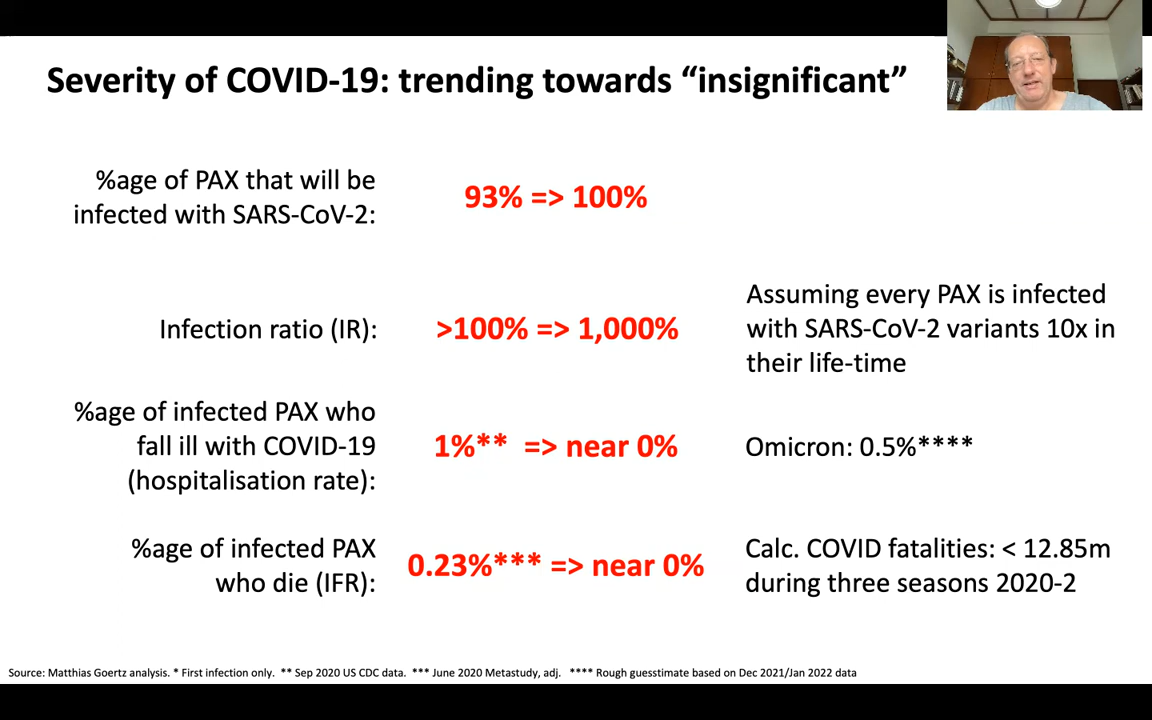 Severity of COVID-19: trending towards “insignificant”
%age of PAX that will be
infected with SARS-CoV-2:
93% => 100%
Infection ratio (IR):
>100% => 1,000%
Assuming every PAX is infected
with SARS-CoV-2 variants 10x in
their life-time
%age of infected PAX who
fall ill with COVID-19
(hospitalisation rate):
1%** => near 0%
Omicron: 0.5%****
%age of infected PAX
who die (IFR):
0.23%*** => near 0%
Calc. COVID fatalities: < 12.85m
during three seasons 2020-2
Source: Matthias Goertz analysis. * First infection only. ** Sep 2020 US CDC data. *** June 2020 Metastudy, adj. **** Rough guesstimate based on Dec 2021/Jan 2022 data